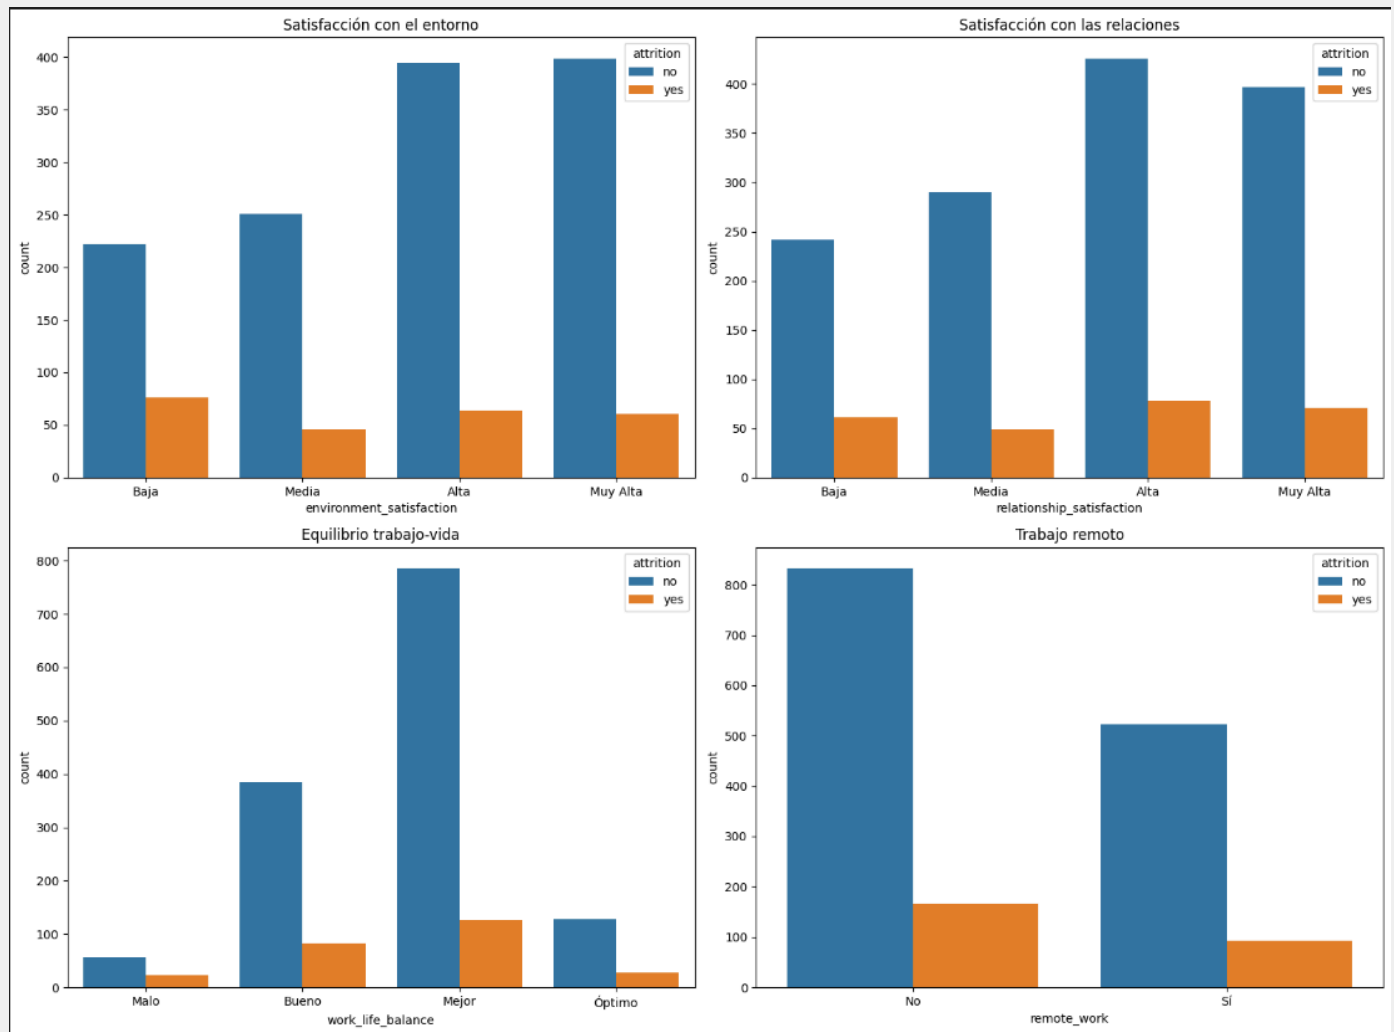 Satisfacción con el entorno
attrition
no
yes
400
350
300
250
200
150
100
50
0
count
Baja Media Alta Muy Alta
environment_satisfaction
Satisfacción con las relaciones
attrition
no
yes
400
350
300
250
200
150
100
50
0
count
Baja Media Alta Muy Alta
relationship_satisfaction
Equilibrio trabajo-vida
attrition
no
yes
800
700
600
500
400
300
200
100
0
count
Malo Bueno Mejor Óptimo
work_life_balance
Trabajo remoto
attrition
no
yes
800
700
600
500
400
300
200
100
0
count
No Sí
remote_work